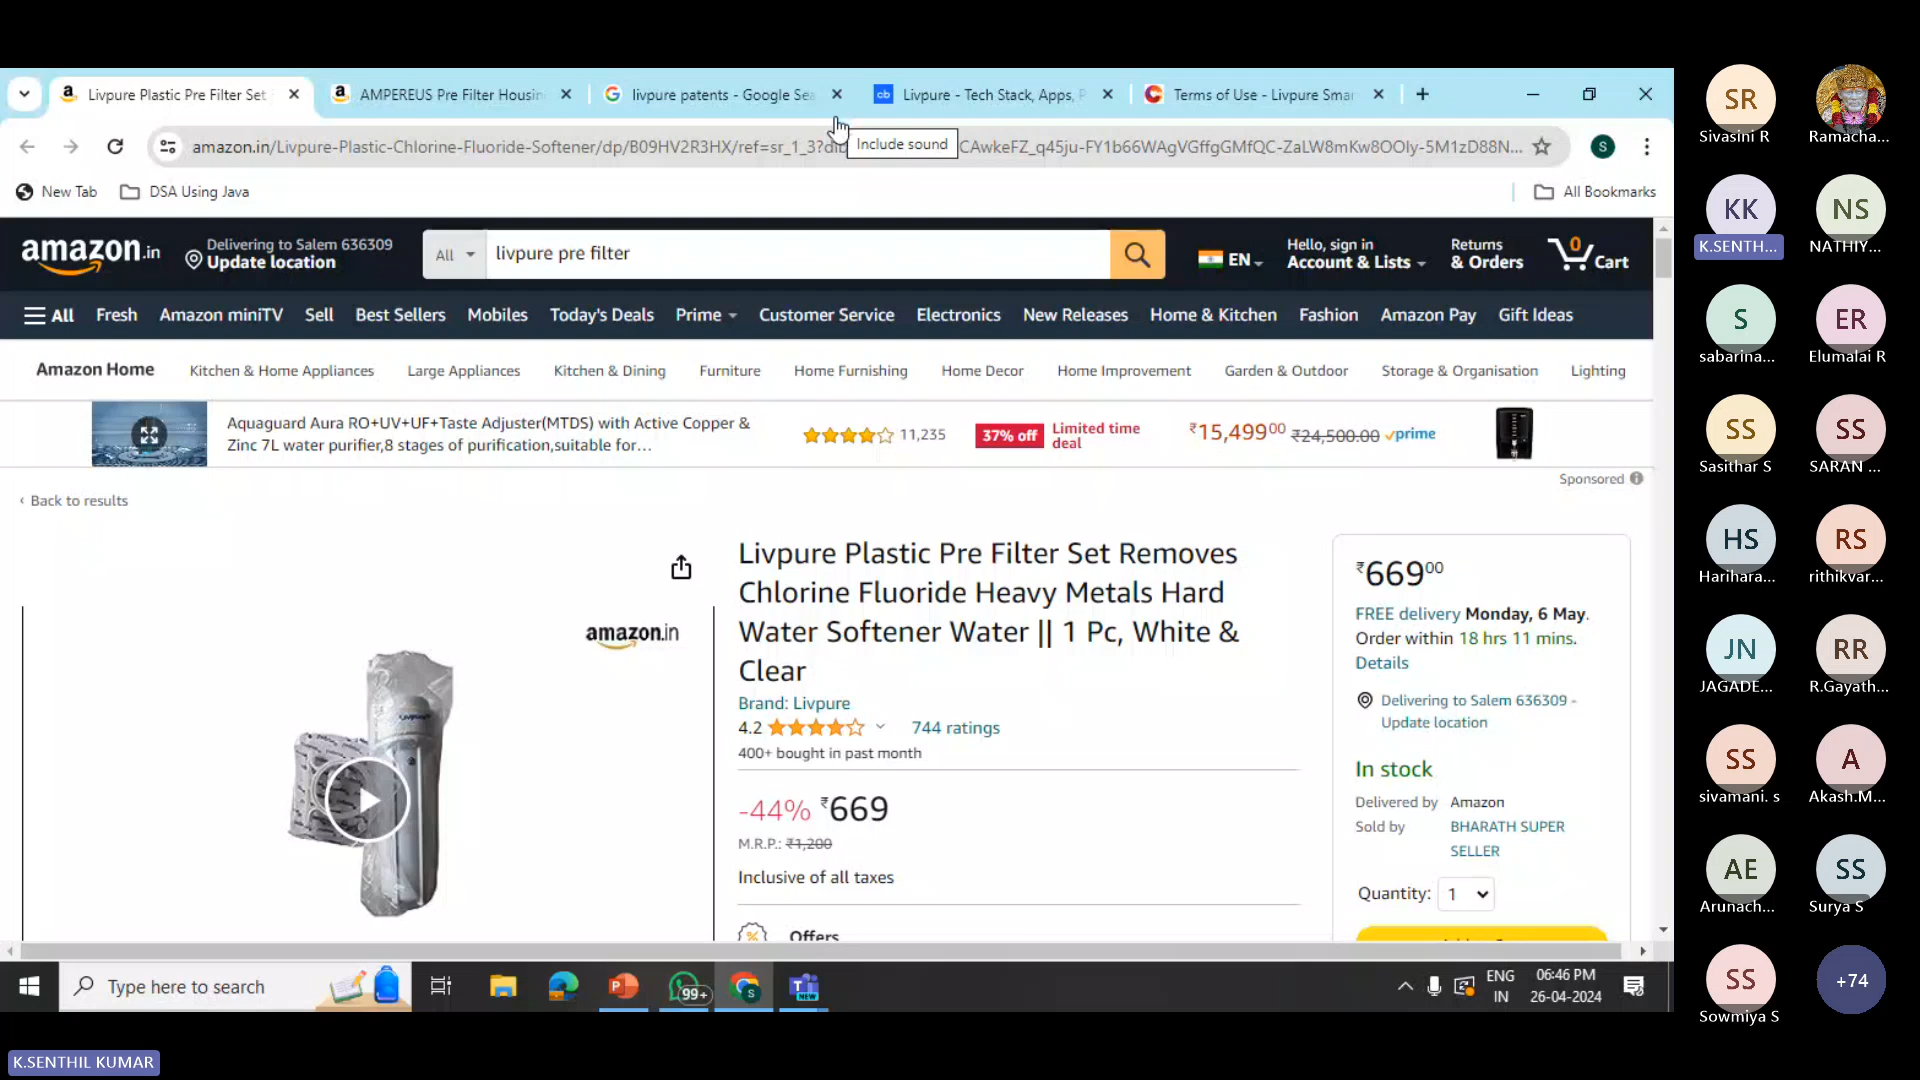 Livpure Plastic Pre Filter Set
AMPEREUS Pre Filter Housin
livpure patents - Google Sea
cb Livpure - Tech Stack, Apps, P
Terms of Use - Livpure Smar
amazon.in/Livpure-Plastic-Chlorine-Fluoride-Softener/dp/B09HV2R3HX/ref=sr_1_3?
Include sound
S
New Tab
DSA Using Java
All Bookmarks
amazon.in
Delivering to Salem 636309
Update location
All
livpure pre filter
EN
Hello, sign in
Account & Lists
Returns
& Orders
0
Cart
All
Fresh
Amazon miniTV
Sell
Best Sellers
Mobiles
Today's Deals
Prime
Customer Service
Electronics
New Releases
Home & Kitchen
Fashion
Amazon Pay
Gift Ideas
Amazon Home
Kitchen & Home Appliances
Large Appliances
Kitchen & Dining
Furniture
Home Furnishing
Home Decor
Home Improvement
Garden & Outdoor
Storage & Organisation
Lighting
Aquaguard Aura RO+UV+UF+Taste Adjuster(MTDS) with Active Copper &
Zinc 7L water purifier,8 stages of purification,suitable for...
11,235
37% off
Limited time
deal
₹15,499.00 ₹24,500.00 prime
Sponsored
‹ Back to results
amazon.in
Livpure Plastic Pre Filter Set Removes
Chlorine Fluoride Heavy Metals Hard
Water Softener Water || 1 Pc, White &
Clear
Brand: Livpure
4.2
744 ratings
400+ bought in past month
-44% ₹669
M.R.P.: ₹1,200
Inclusive of all taxes
Offers
₹66900
FREE delivery Monday, 6 May.
Order within 18 hrs 11 mins.
Details
Delivering to Salem 636309 -
Update location
In stock
Delivered by Amazon
Sold by BHARATH SUPER
SELLER
Quantity: 1
Type here to search
99+
NEW
ENG
IN
06:46 PM
26-04-2024
K.SENTHIL KUMAR
SR
Sivasini R
Ramacha...
KK
K.SENTH...
NS
NATHIY...
S
sabarina...
ER
Elumalai R
SS
Sasithar S
SS
SARAN ...
HS
Harihara...
RS
rithikvar...
JN
JAGADE...
RR
R.Gayath...
SS
sivamani. s
A
Akash.M...
AE
Arunach...
SS
Surya S
SS
Sowmiya S
+74